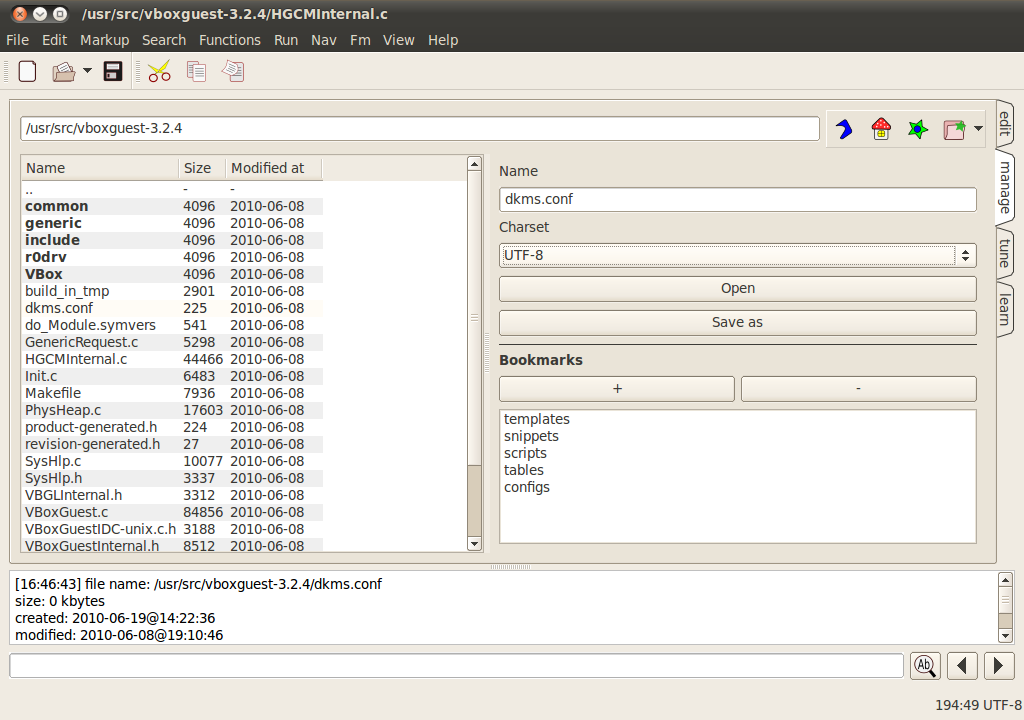 /usr/src/vboxguest-3.2.4/HGCMInternal.c
File Edit Markup Search Functions Run Nav Fm View Help
/usr/src/vboxguest-3.2.4
edit
manage
tune
learn
Name Size Modified at
.. - -
common 4096 2010-06-08
generic 4096 2010-06-08
include 4096 2010-06-08
r0drv 4096 2010-06-08
VBox 4096 2010-06-08
build_in_tmp 2901 2010-06-08
dkms.conf 225 2010-06-08
do_Module.symvers 541 2010-06-08
GenericRequest.c 5298 2010-06-08
HGCMInternal.c 44466 2010-06-08
Init.c 6483 2010-06-08
Makefile 7936 2010-06-08
PhysHeap.c 17603 2010-06-08
product-generated.h 224 2010-06-08
revision-generated.h 27 2010-06-08
SysHlp.c 10077 2010-06-08
SysHlp.h 3337 2010-06-08
VBGLInternal.h 3312 2010-06-08
VBoxGuest.c 84856 2010-06-08
VBoxGuestIDC-unix.c.h 3188 2010-06-08
VBoxGuestInternal.h 8512 2010-06-08
Name
dkms.conf
Charset
UTF-8
Open
Save as
Bookmarks
+ -
templates
snippets
scripts
tables
configs
[16:46:43] file name: /usr/src/vboxguest-3.2.4/dkms.conf
size: 0 kbytes
created: 2010-06-19@14:22:36
modified: 2010-06-08@19:10:46
Ab
194:49 UTF-8